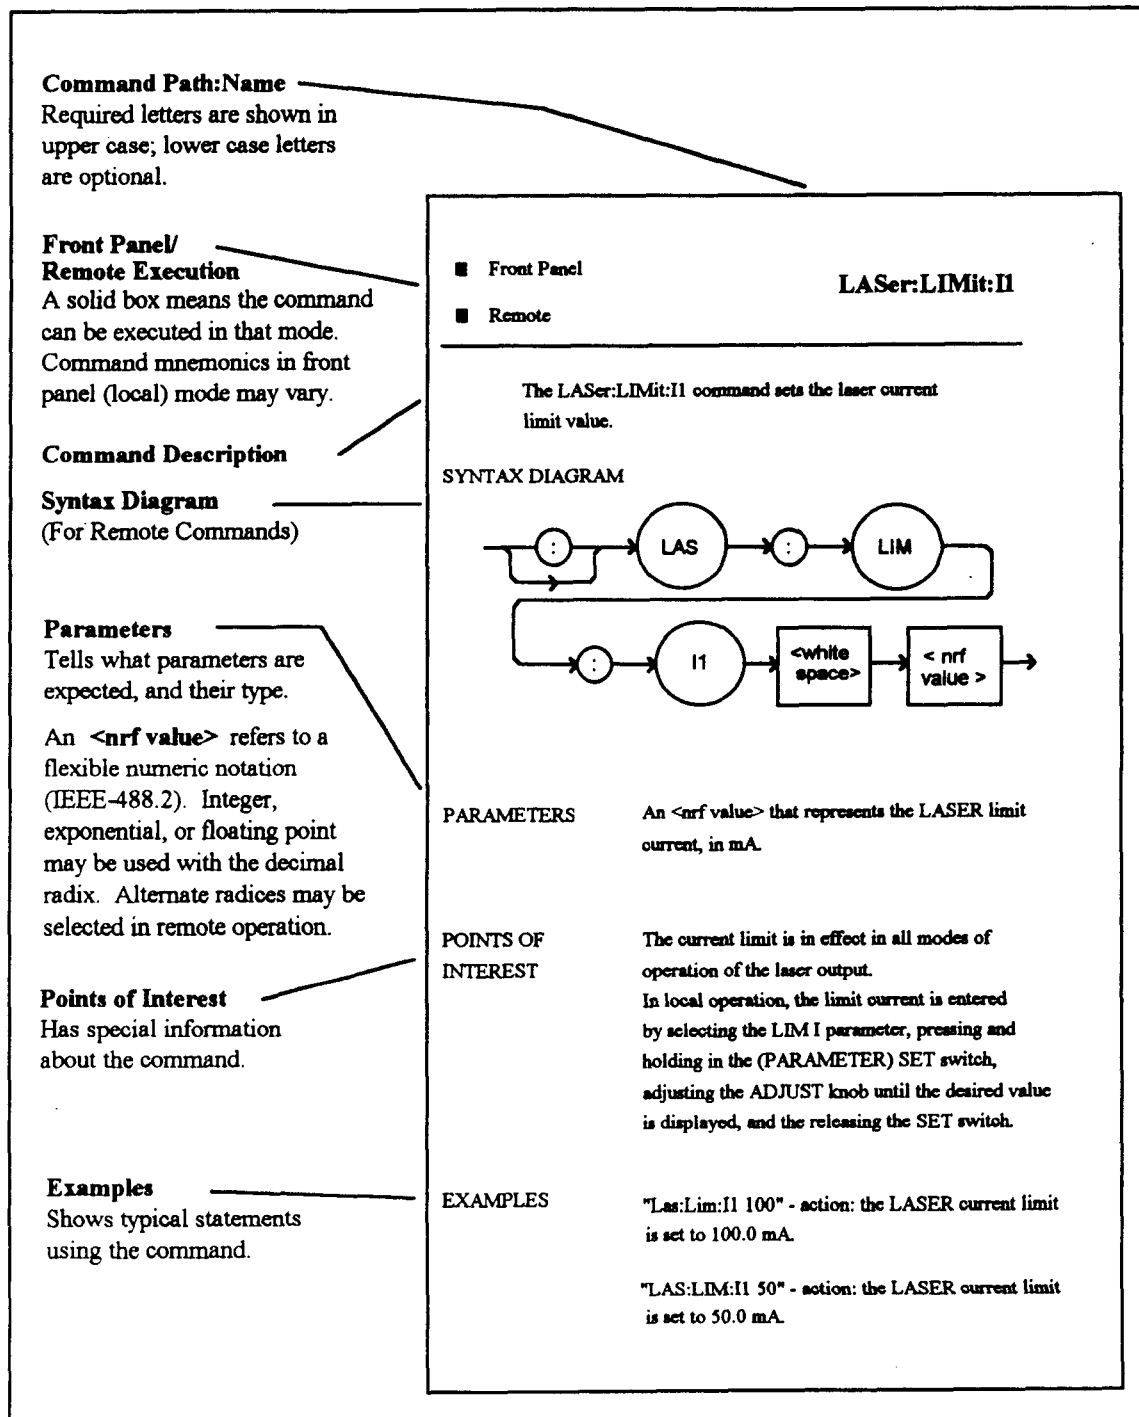 Command Path:Name
Required letters are shown in
upper case; lower case letters
are optional.
Front Panel/
Remote Execution
A solid box means the command
can be executed in that mode.
Command mnemonics in front
panel (local) mode may vary.
Command Description
Syntax Diagram
(For Remote Commands)
Parameters
Tells what parameters are
expected, and their type.
An <nrf value> refers to a
flexible numeric notation
(IEEE-488.2). Integer,
exponential, or floating point
may be used with the decimal
radix. Alternate radices may be
selected in remote operation.
Points of Interest
Has special information
about the command.
Examples
Shows typical statements
using the command.
■ Front Panel
■ Remote
LASer:LIMit:I1
The LASer:LIMit:I1 command sets the laser current
limit value.
SYNTAX DIAGRAM
: LAS : LIM
: I1 <white
space> < nrf
value >
PARAMETERS
An <nrf value> that represents the LASER limit
current, in mA.
POINTS OF
INTEREST
The current limit is in effect in all modes of
operation of the laser output.
In local operation, the limit current is entered
by selecting the LIM I parameter, pressing and
holding in the (PARAMETER) SET switch,
adjusting the ADJUST knob until the desired value
is displayed, and the releasing the SET switch.
EXAMPLES
"Las:Lim:I1 100" - action: the LASER current limit
is set to 100.0 mA.
"LAS:LIM:I1 50" - action: the LASER current limit
is set to 50.0 mA.